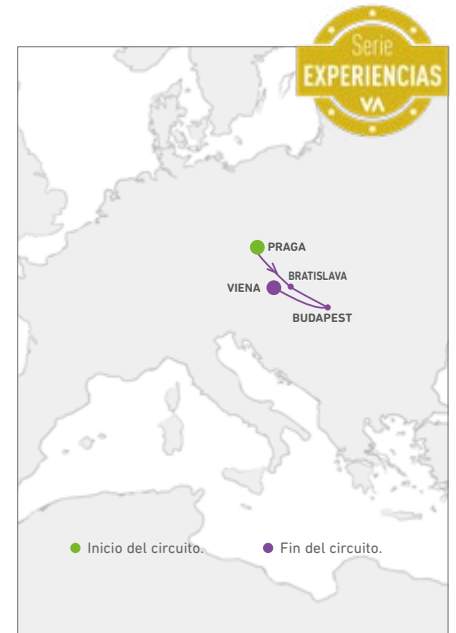 Serie
EXPERIENCIAS
VA
PRAGA
BRATISLAVA
VIENA
BUDAPEST
Inicio del circuito.
Fin del circuito.